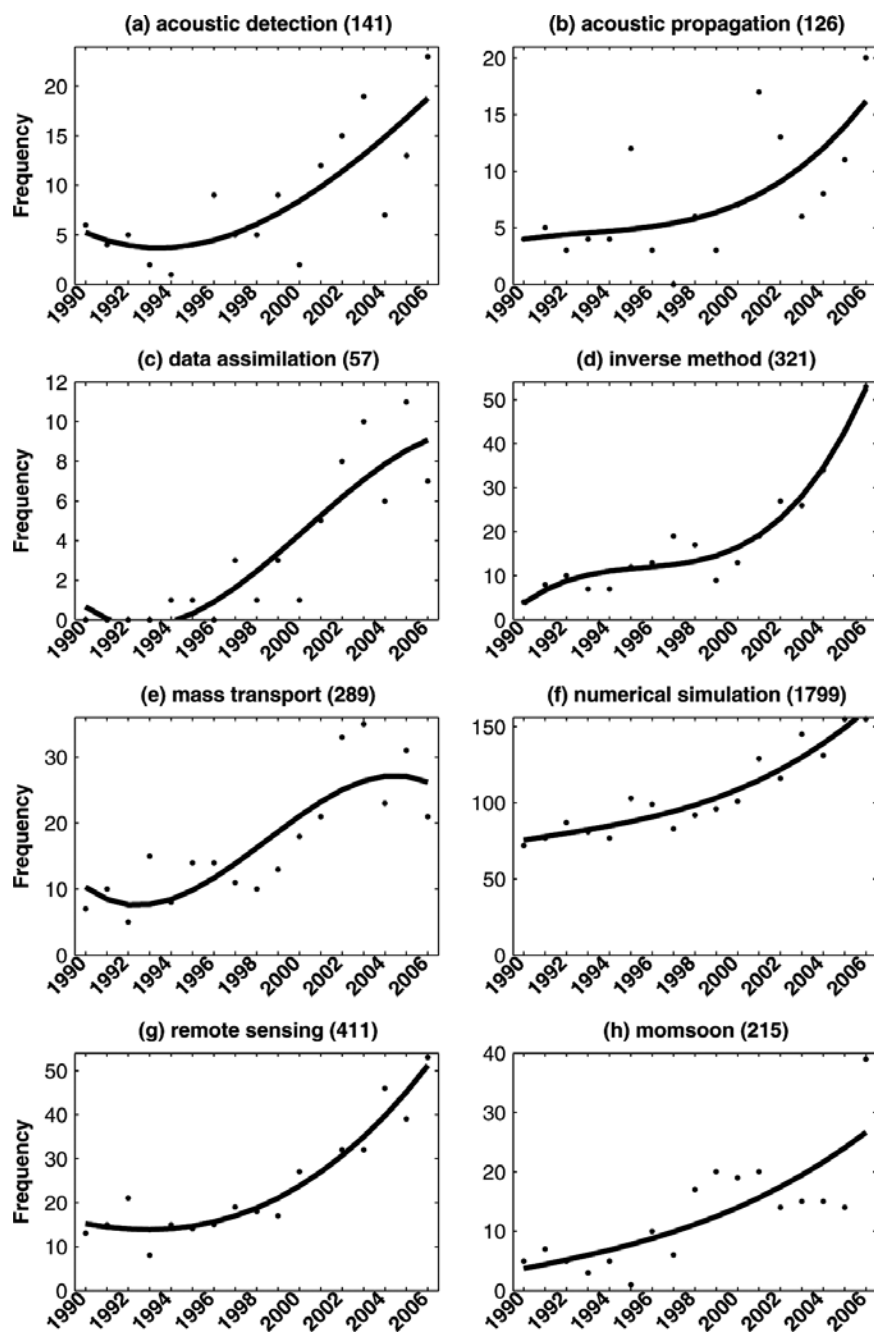 (a) acoustic detection (141)
Frequency
20
15
10
5
0
1990 1992 1994 1996 1998 2000 2002 2004 2006
(b) acoustic propagation (126)
20
15
10
5
0
1990 1992 1994 1996 1998 2000 2002 2004 2006
(c) data assimilation (57)
Frequency
12
10
8
6
4
2
0
1990 1992 1994 1996 1998 2000 2002 2004 2006
(d) inverse method (321)
50
40
30
20
10
0
1990 1992 1994 1996 1998 2000 2002 2004 2006
(e) mass transport (289)
Frequency
30
20
10
0
1990 1992 1994 1996 1998 2000 2002 2004 2006
(f) numerical simulation (1799)
150
100
50
0
1990 1992 1994 1996 1998 2000 2002 2004 2006
(g) remote sensing (411)
Frequency
50
40
30
20
10
0
1990 1992 1994 1996 1998 2000 2002 2004 2006
(h) momsoon (215)
40
30
20
10
0
1990 1992 1994 1996 1998 2000 2002 2004 2006